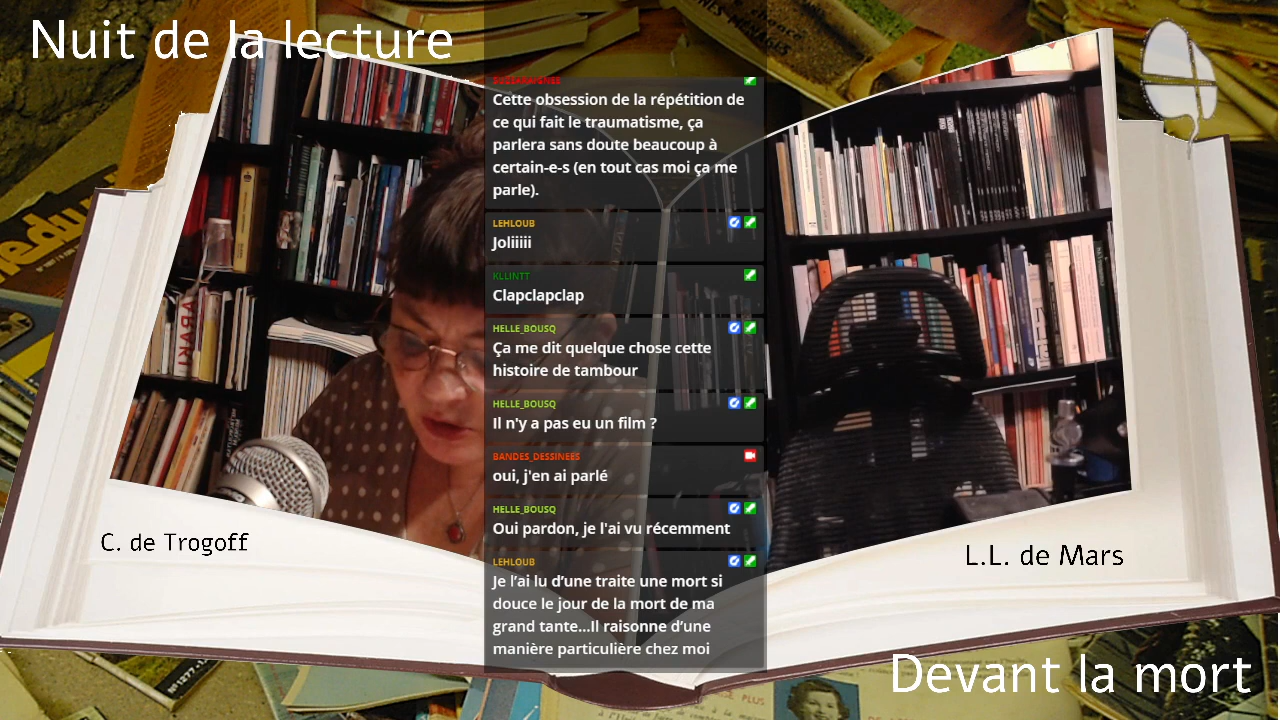 Nuit de la lecture
Cette obsession de la répétition de
ce qui fait le traumatisme, ça
parlera sans doute beaucoup à
certain-e-s (en tout cas moi ça me
parle).
LEHLOUB
Joliiiii
KLLINTT
Clapclapclap
HELLE_BOUSQ
Ça me dit quelque chose cette
histoire de tambour
HELLE_BOUSQ
Il n'y a pas eu un film ?
BANDES_DESSINEES
oui, j'en ai parlé
HELLE_BOUSQ
Oui pardon, je l'ai vu récemment
LEHLOUB
Je l’ai lu d’une traite une mort si
douce le jour de la mort de ma
grand tante...Il raisonne d’une
manière particulière chez moi
ARAKI
C. de Trogoff
L.L. de Mars
Devant la mort
PLUS